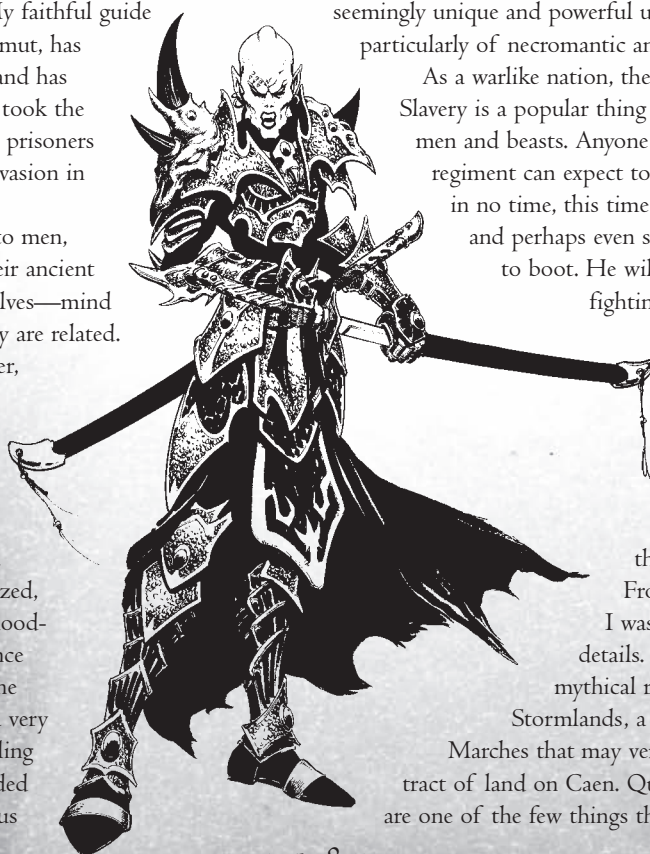 My faithful guide
mut, has
and has
took the
prisoners
vasion in
to men,
eir ancient
lves—mind
y are related.
er,
zed,
ood-
nce
ne
very
ling
ded
us
seemingly unique and powerful u
particularly of necromantic an
As a warlike nation, the
Slavery is a popular thing
men and beasts. Anyone
regiment can expect to
in no time, this time
and perhaps even s
to boot. He wil
fightin
th
Fro
I was
details.
mythical r
Stormlands, a
Marches that may ve
tract of land on Caen. Qu
are one of the few things th